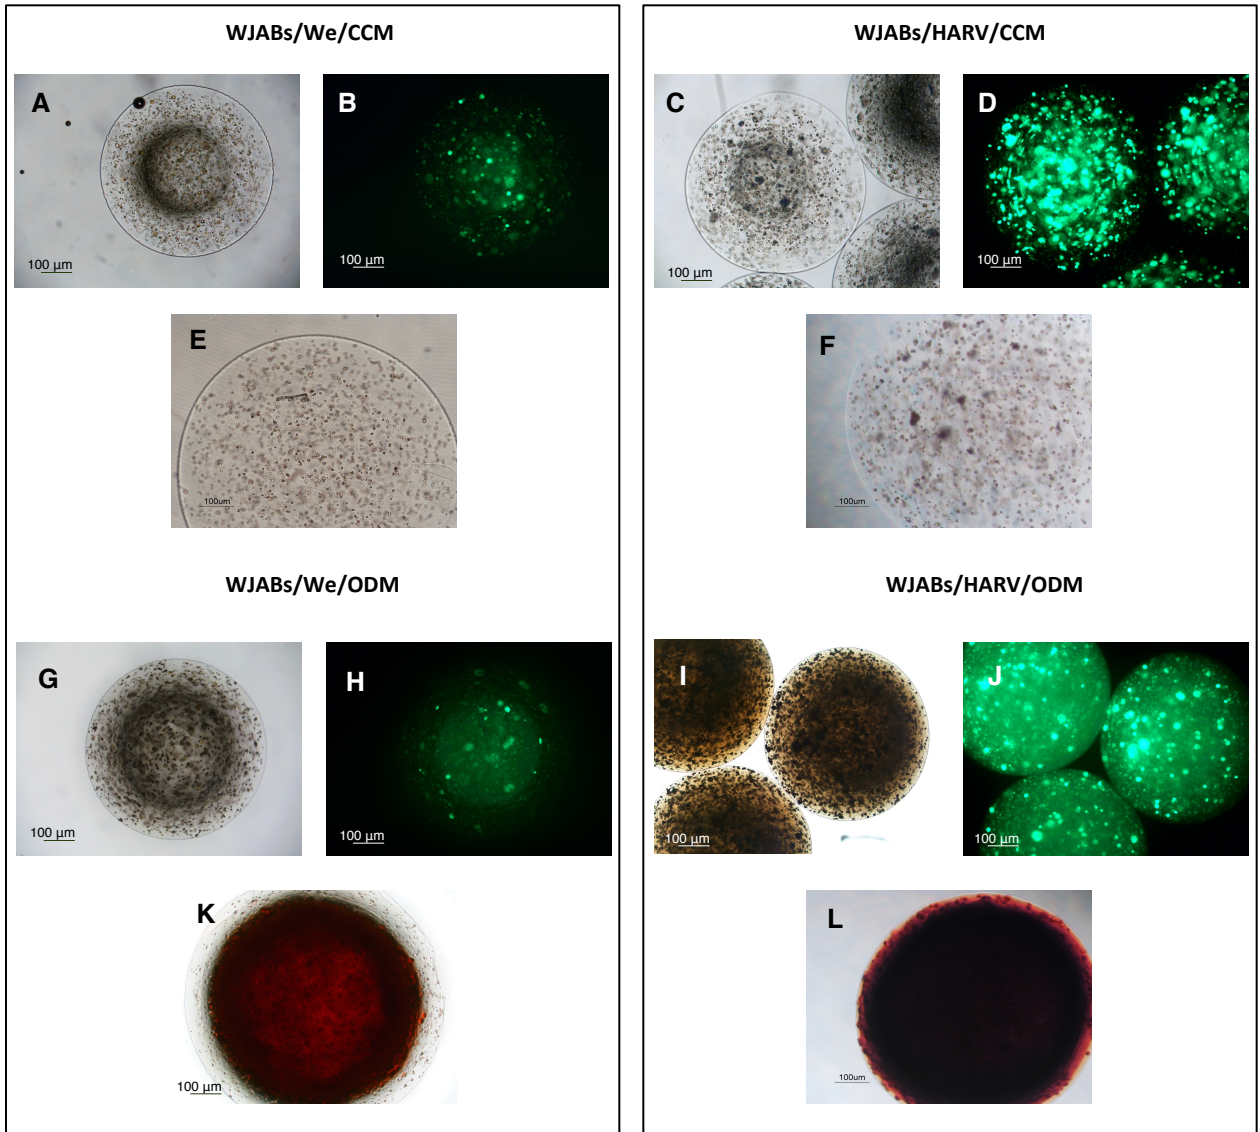 WJABs/We/CCM
A
100 µm
B
100 µm
E
100um
WJABs/We/ODM
G
100 µm
H
100 µm
K
100 µm
WJABs/HARV/CCM
C
100 µm
D
100 µm
F
100um
WJABs/HARV/ODM
I
100 µm
J
100 µm
L
100um